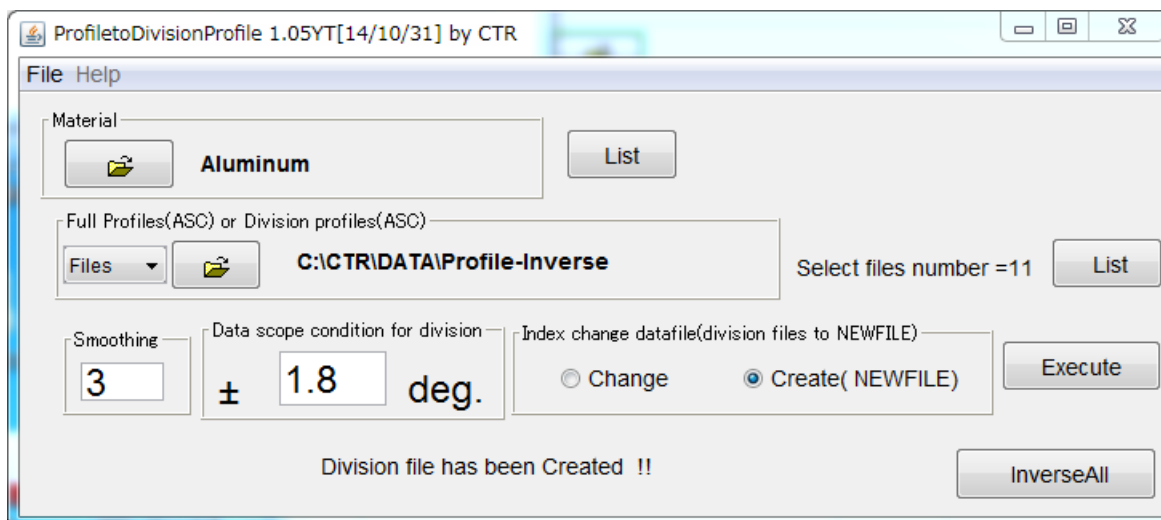 ProfiletoDivisionProfile 1.05YT[14/10/31] by CTR
File Help
Material
Aluminum
List
Full Profiles(ASC) or Division profiles(ASC)
Files
C:\CTR\DATA\Profile-Inverse
Select files number =11
List
Smoothing
3
Data scope condition for division
± 1.8 deg.
Index change datafile(division files to NEWFILE)
Change
Create( NEWFILE)
Execute
Division file has been Created !!
InverseAll